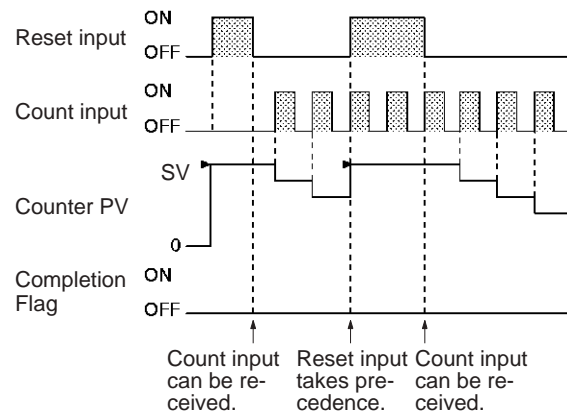 Reset input
ON
OFF
Count input
ON
OFF
Counter PV
SV
0
Completion
Flag
ON
OFF
Count input
can be re-
ceived.
Reset input
takes pre-
cedence.
Count input
can be re-
ceived.